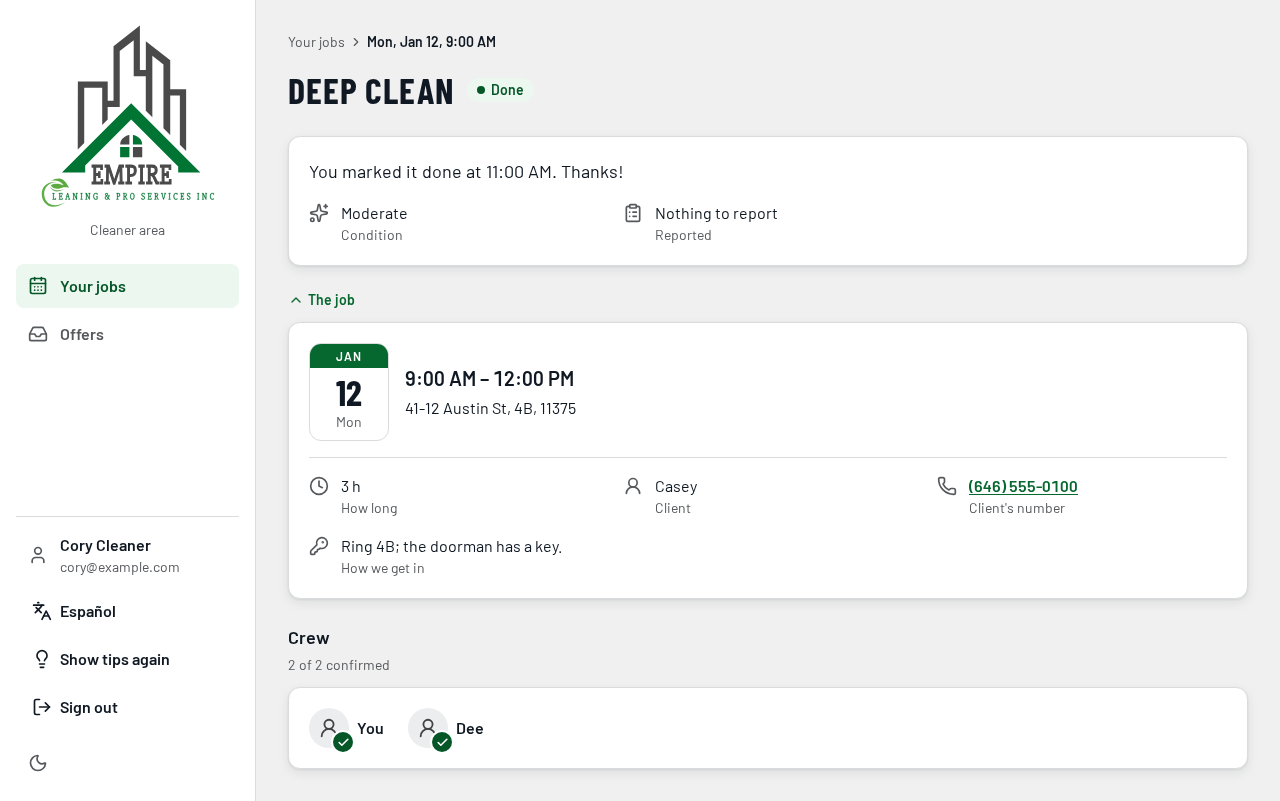 EMPIRE
LEANING & PRO SERVICES INC
Cleaner area
Your jobs
Offers
Cory Cleaner
cory@example.com
Español
Show tips again
Sign out
Your jobs > Mon, Jan 12, 9:00 AM
DEEP CLEAN
Done
You marked it done at 11:00 AM. Thanks!
Moderate
Condition
Nothing to report
Reported
The job
JAN
12
Mon
9:00 AM – 12:00 PM
41-12 Austin St, 4B, 11375
3 h
How long
Casey
Client
(646) 555-0100
Client's number
Ring 4B; the doorman has a key.
How we get in
Crew
2 of 2 confirmed
You
Dee